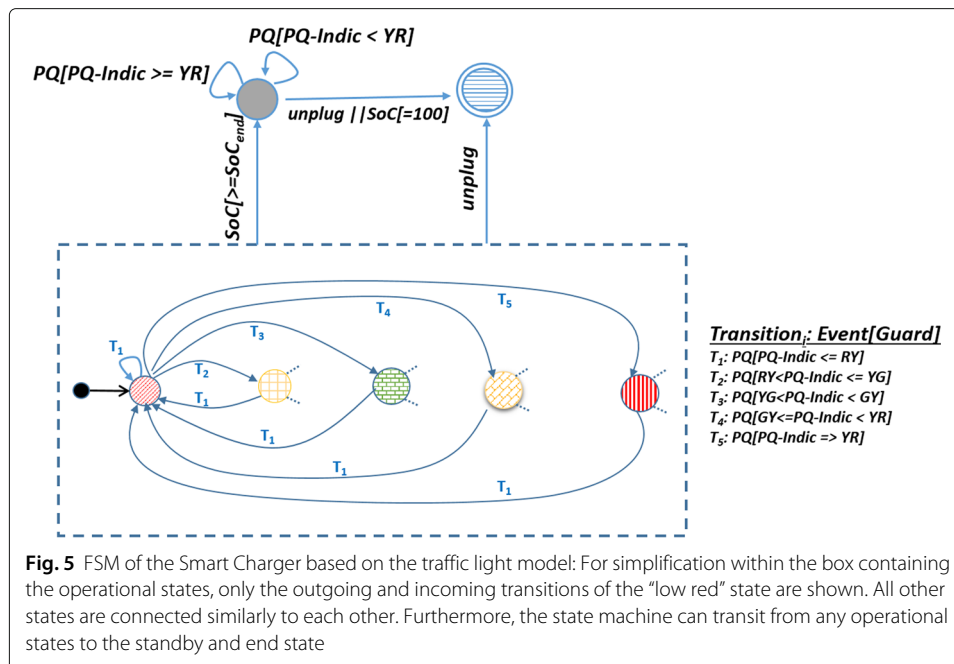 PQ[PQ-Indic < YR]
PQ[PQ-Indic >= YR]
unplug ||SoC[=100]
SoC[>=SoCend]
unplug
T5
T4
T3
T1
T2
T1
T1
T1
T1
Transitioni: Event[Guard]
T1: PQ[PQ-Indic <= RY]
T2: PQ[RY<PQ-Indic <= YG]
T3: PQ[YG<PQ-Indic < GY]
T4: PQ[GY<=PQ-Indic < YR]
T5: PQ[PQ-Indic => YR]
Fig. 5 FSM of the Smart Charger based on the traffic light model: For simplification within the box containing
the operational states, only the outgoing and incoming transitions of the “low red” state are shown. All other
states are connected similarly to each other. Furthermore, the state machine can transit from any operational
states to the standby and end state